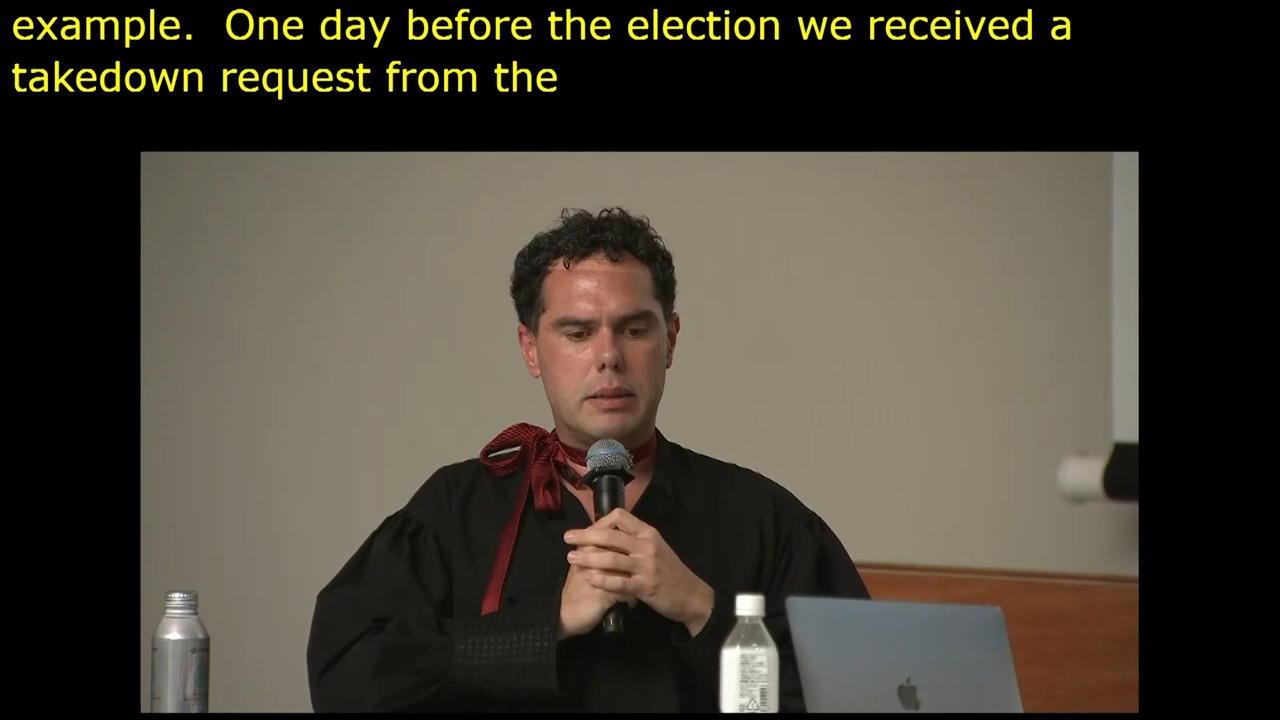 example.  One day before the election we received a
takedown request from the